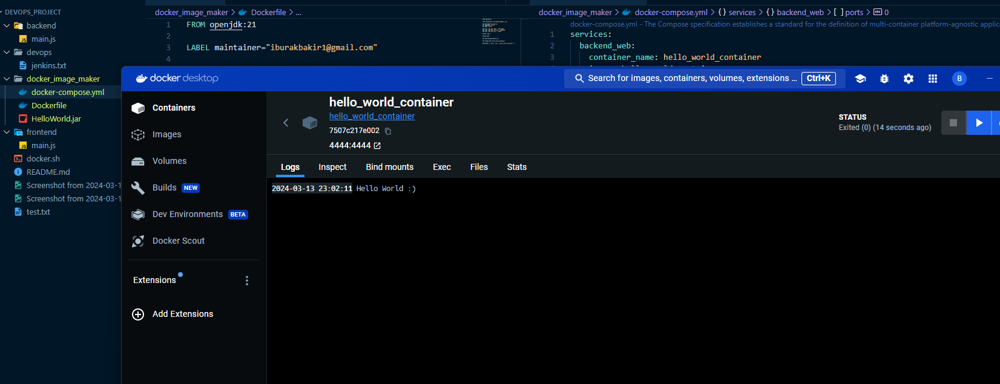 DEVOPS_PROJECT
backend
main.js
devops
jenkins.txt
docker_image_maker
docker-compose.yml
Dockerfile
HelloWorld.jar
frontend
main.js
docker.sh
README.md
Screenshot from 2024-03-1
Screenshot from 2024-03-1
test.txt
docker_image_maker > Dockerfile > ...
1 FROM openjdk:21
2
3 LABEL maintainer="iburakbakir1@gmail.com"
4
docker_image_maker > docker-compose.yml > {} services > {} backend_web > [ ] ports > abc 0
docker-compose.yml - The Compose specification establishes a standard for the definition of multi-container platform-agnostic applica
1 services:
2 backend_web:
3 container_name: hello_world_container
docker desktop
Search for images, containers, volumes, extensions ... Ctrl+K
B
Containers
Images
Volumes
Builds NEW
Dev Environments BETA
Docker Scout
Extensions
Add Extensions
hello_world_container
hello_world_container
7507c217e002
4444:4444
STATUS
Exited (0) (14 seconds ago)
Logs Inspect Bind mounts Exec Files Stats
2024-03-13 23:02:11 Hello World :)